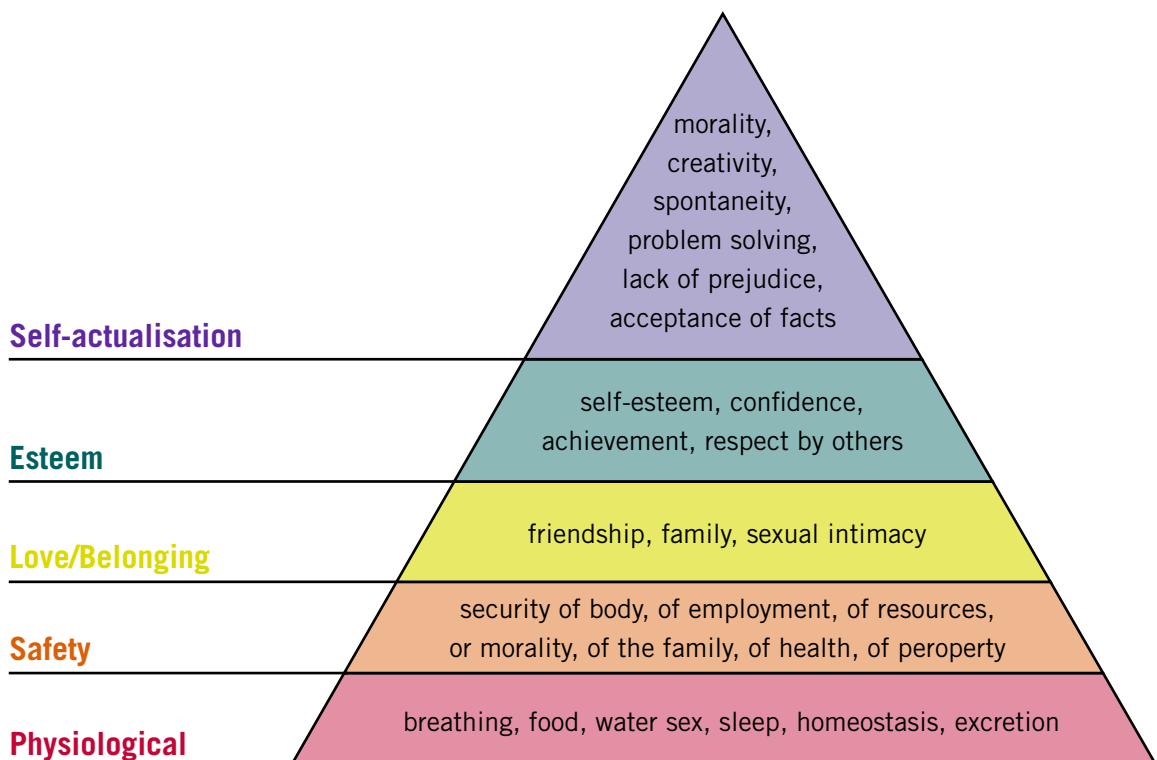 morality,
creativity,
spontaneity,
problem solving,
lack of prejudice,
acceptance of facts
Self-actualisation
self-esteem, confidence,
achievement, respect by others
Esteem
friendship, family, sexual intimacy
Love/Belonging
security of body, of employment, of resources,
or morality, of the family, of health, of peroperty
Safety
breathing, food, water sex, sleep, homeostasis, excretion
Physiological